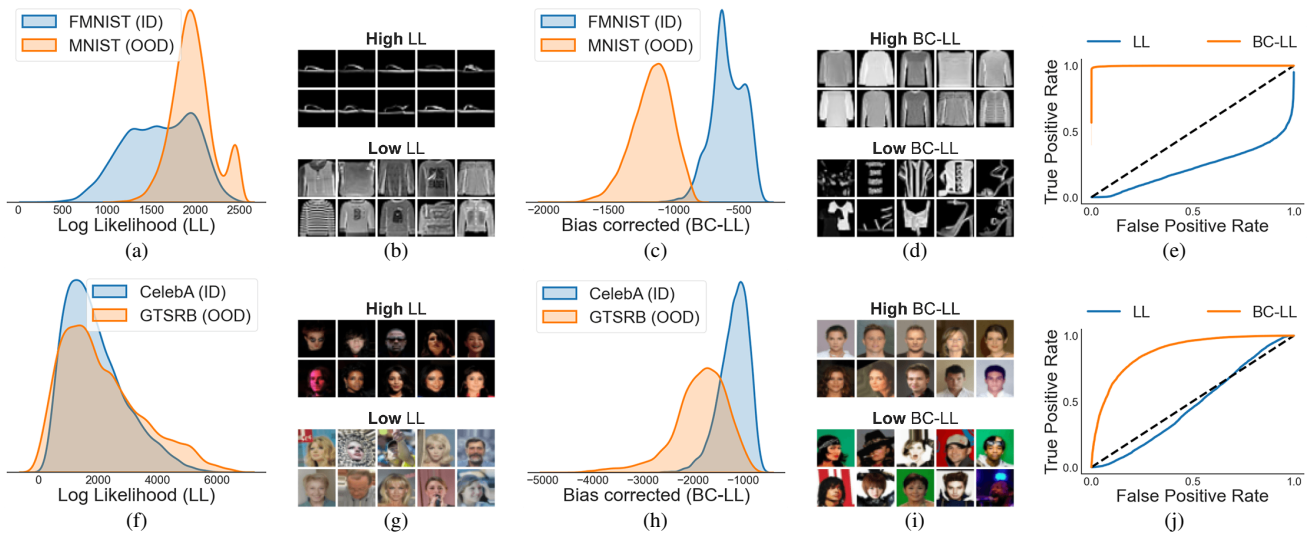 FMNIST (ID)
MNIST (OOD)
0 500 1000 1500 2000 2500
Log Likelihood (LL)
(a)
High LL
Low LL
(b)
FMNIST (ID)
MNIST (OOD)
−2000 −1500 −1000 −500
Bias corrected (BC-LL)
(c)
High BC-LL
Low BC-LL
(d)
LL BC-LL
True Positive Rate
1.0
0.5
0.0
0.0 0.5 1.0
False Positive Rate
(e)
CelebA (ID)
GTSRB (OOD)
0 2000 4000 6000
Log Likelihood (LL)
(f)
High LL
Low LL
(g)
CelebA (ID)
GTSRB (OOD)
−5000 −4000 −3000 −2000 −1000
Bias corrected (BC-LL)
(h)
High BC-LL
Low BC-LL
(i)
LL BC-LL
True Positive Rate
1.0
0.5
0.0
0.0 0.5 1.0
False Positive Rate
(j)